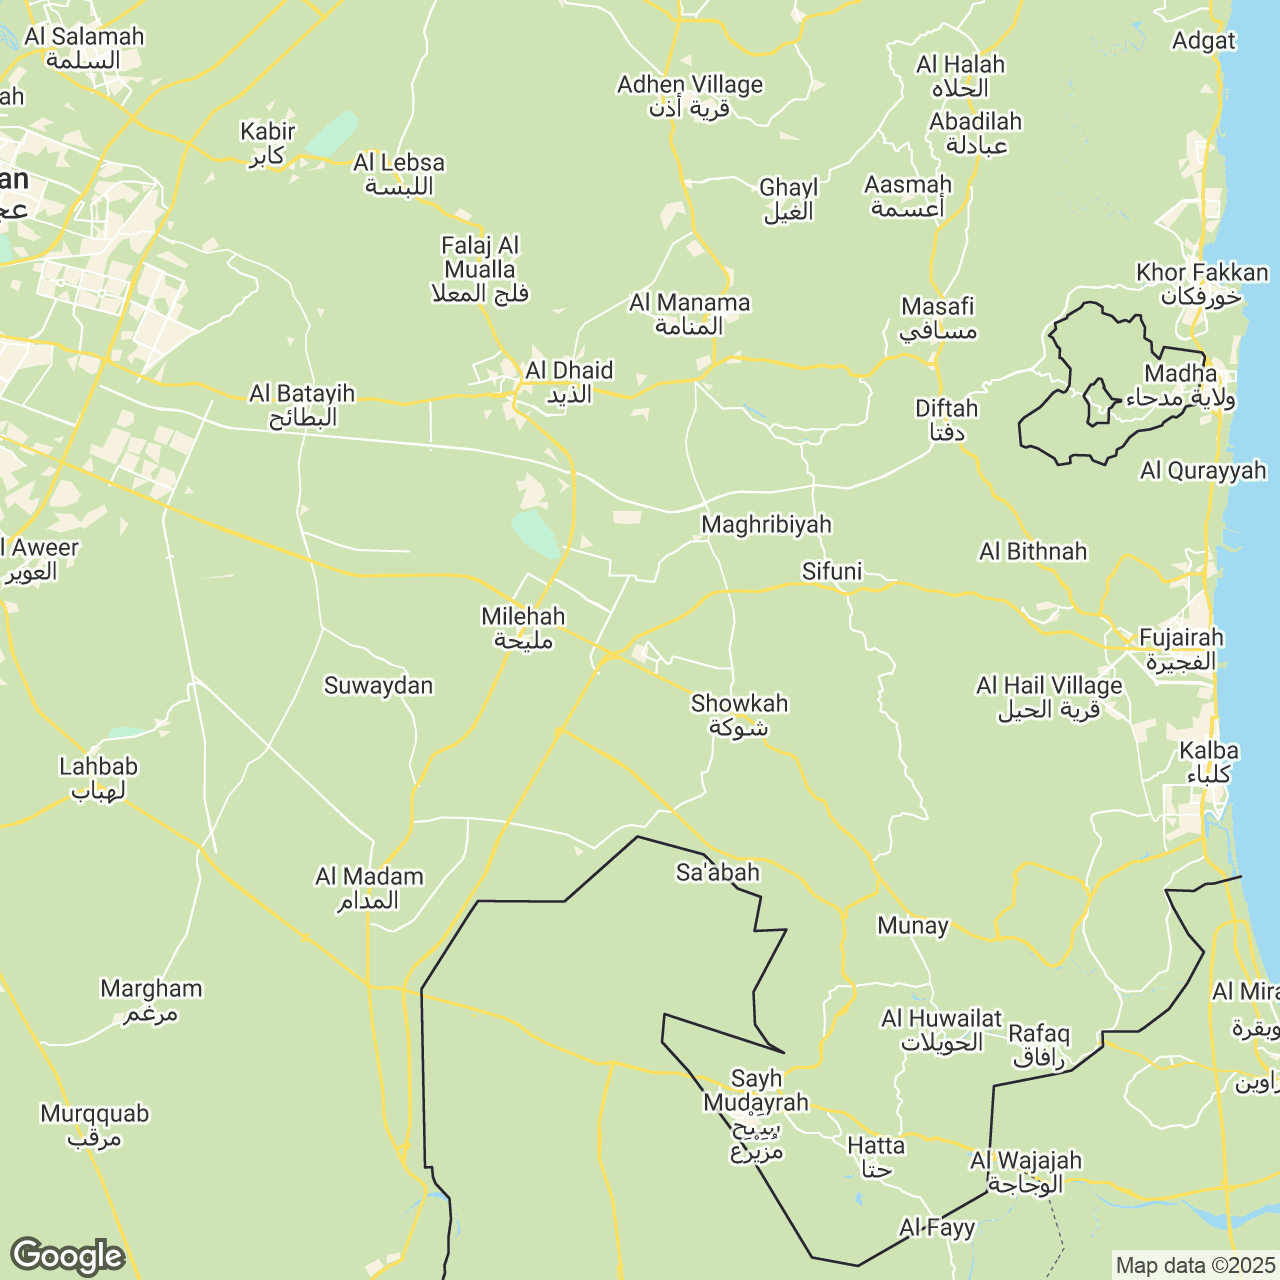 Al Salamah
السلمة
Adgat
Al Halah
الحلاه
Adhen Village
قرية أذن
ah
Abadilah
عبادلة
Kabir
كابر
Al Lebsa
اللبسة
an
عج
Ghayl
الغيل
Aasmah
أعسمة
Falaj Al
Mualla
فلج المعلا
Khor Fakkan
خورفكان
Al Manama
المنامة
Masafi
مسافي
Al Dhaid
الذيد
Madha
ولاية مدحاء
Al Batayih
البطائح
Diftah
دفتا
Al Qurayyah
Maghribiyah
l Aweer
العوير
Al Bithnah
Sifuni
Milehah
مليحة
Fujairah
الفجيرة
Suwaydan
Al Hail Village
قرية الحيل
Showkah
شوكة
Kalba
كلباء
Lahbab
لهباب
Al Madam
المدام
Sa'abah
Munay
Margham
مرغم
Al Mira
ويقرة
Al Huwailat
الحويلات
Rafaq
رافاق
Sayh
Mudayrah
سَيْح
مُزَيْرَع
زاوين
Murqquab
مرقب
Hatta
حتا
Al Wajajah
الوجاجة
Al Fayy
Google
Map data ©2025